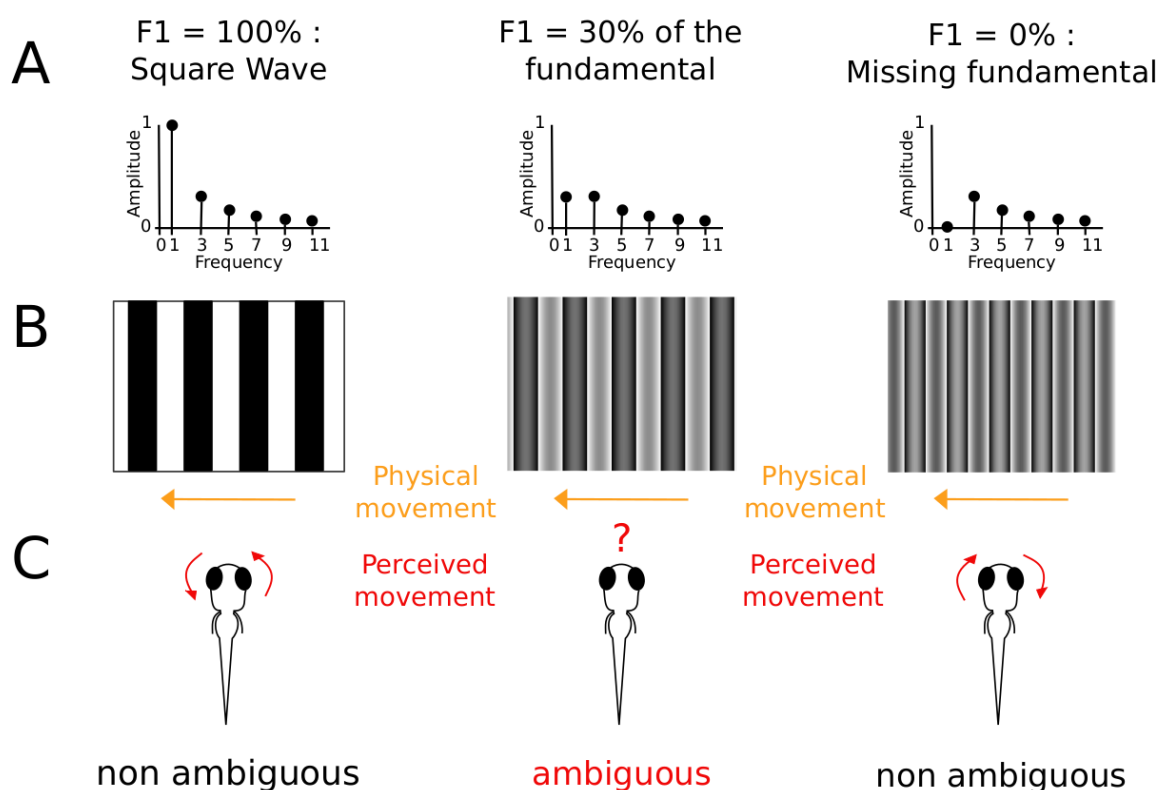 A
F1 = 100% :
Square Wave
F1 = 30% of the
fundamental
F1 = 0% :
Missing fundamental
1
Amplitude
0
0 1 3 5 7 9 11
Frequency
1
Amplitude
0
0 1 3 5 7 9 11
Frequency
1
Amplitude
0
0 1 3 5 7 9 11
Frequency
B
Physical
movement
Physical
movement
C
Perceived
movement
?
Perceived
movement
non ambiguous
ambiguous
non ambiguous